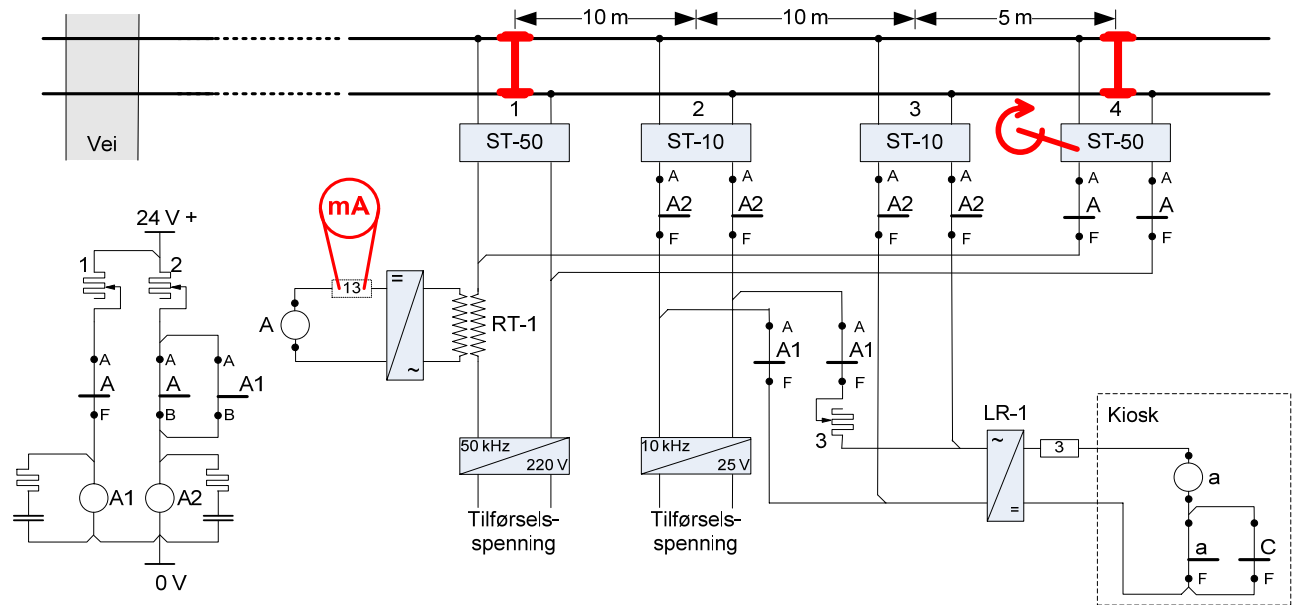 10 m
10 m
5 m
Vei
1
2
3
4
ST-50
ST-10
ST-10
ST-50
A
A
A
A
A
A
A2
A2
A2
A2
A
A
F
F
F
F
F
F
mA
24 V +
1
2
13
=
~
A
RT-1
A
A
A
A
A
A1
F
B
B
A
A
A1
A1
F
F
3
LR-1
Kiosk
~
=
3
a
50 kHz
220 V
10 kHz
25 V
A1
A2
Tilførsels-
spenning
Tilførsels-
spenning
a
C
F
F
0 V